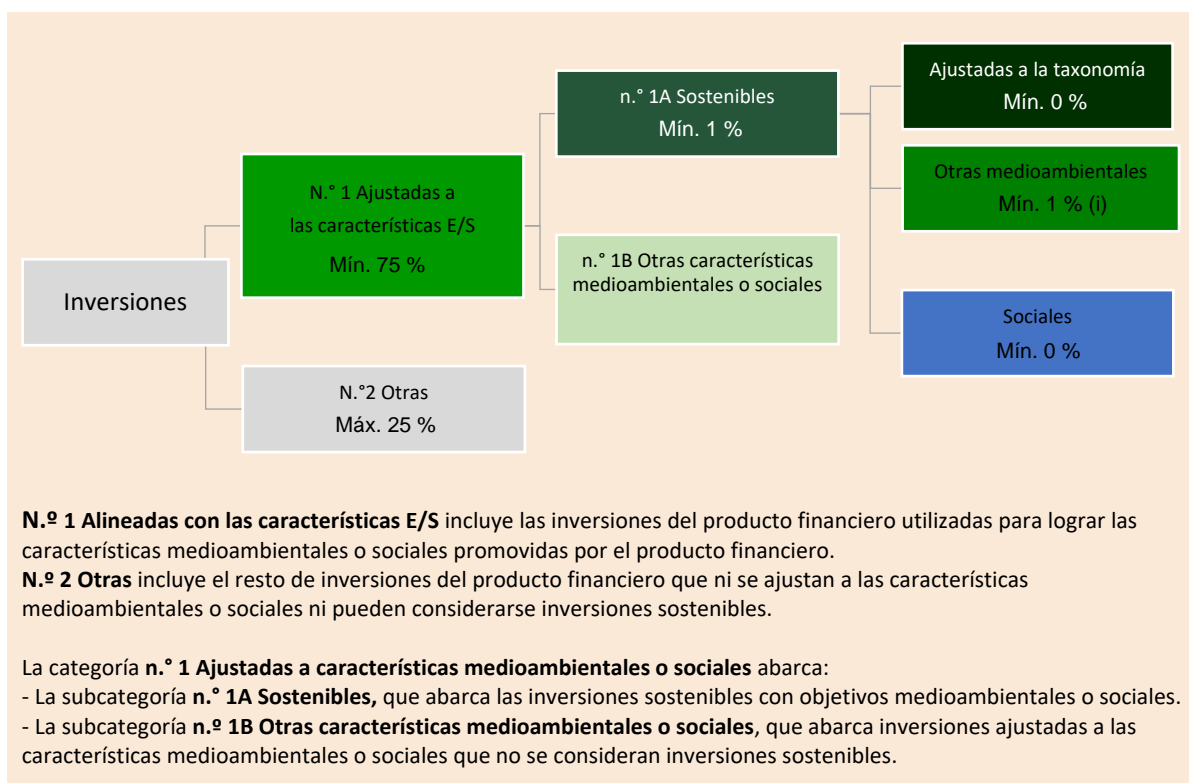 Inversiones
N.° 1 Ajustadas a
las características E/S
Mín. 75 %
N.°2 Otras
Máx. 25 %
n.° 1A Sostenibles
Mín. 1 %
n.° 1B Otras características
medioambientales o sociales
Ajustadas a la taxonomía
Mín. 0 %
Otras medioambientales
Mín. 1 % (i)
Sociales
Mín. 0 %
N.º 1 Alineadas con las características E/S incluye las inversiones del producto financiero utilizadas para lograr las
características medioambientales o sociales promovidas por el producto financiero.
N.º 2 Otras incluye el resto de inversiones del producto financiero que ni se ajustan a las características
medioambientales o sociales ni pueden considerarse inversiones sostenibles.
La categoría n.° 1 Ajustadas a características medioambientales o sociales abarca:
- La subcategoría n.° 1A Sostenibles, que abarca las inversiones sostenibles con objetivos medioambientales o sociales.
- La subcategoría n.º 1B Otras características medioambientales o sociales, que abarca inversiones ajustadas a las
características medioambientales o sociales que no se consideran inversiones sostenibles.